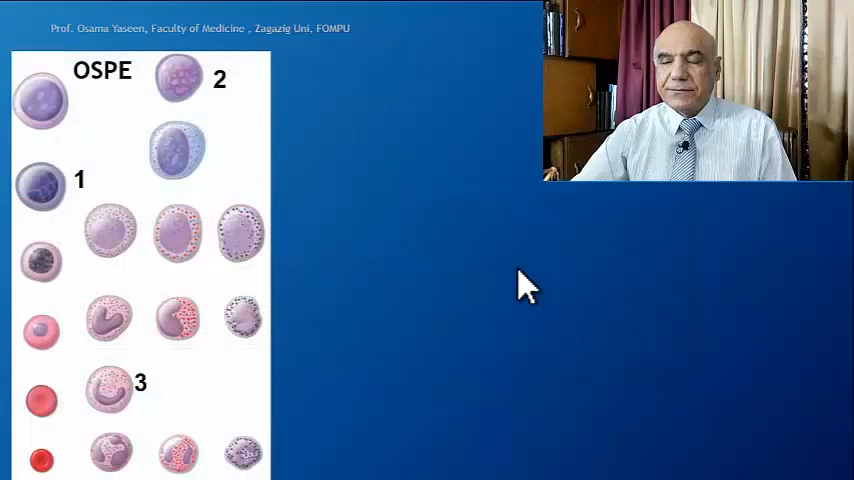 Prof. Osama Yaseen, Faculty of Medicine , Zagazig Uni, FOMPU
OSPE
2
1
3